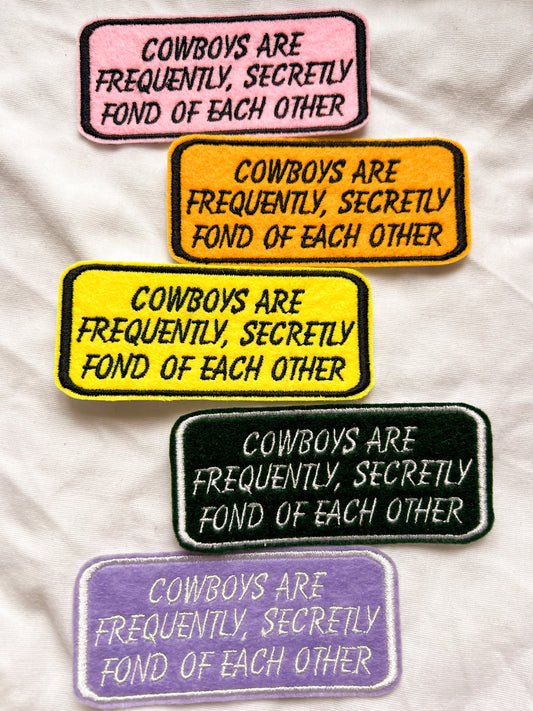 COWBOYS ARE
FREQUENTLY, SECRETLY
FOND OF EACH OTHER
COWBOYS ARE
FREQUENTLY, SECRETLY
FOND OF EACH OTHER
COWBOYS ARE
FREQUENTLY, SECRETLY
FOND OF EACH OTHER
COWBOYS ARE
FREQUENTLY, SECRETLY
FOND OF EACH OTHER
COWBOYS ARE
FREQUENTLY, SECRETLY
FOND OF EACH OTHER